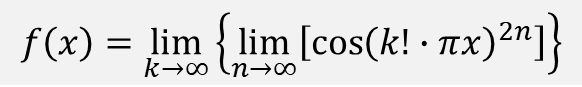 f(x) = lim_{k→∞} {lim_{n→∞} [cos(k! · πx)^{2n}]}